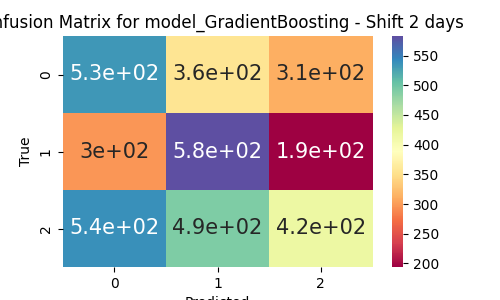 nfusion Matrix for model_GradientBoosting - Shift 2 days
0 5.3e+02 3.6e+02 3.1e+02
1 3e+02 5.8e+02 1.9e+02
2 5.4e+02 4.9e+02 4.2e+02
0 1 2
True
Predicted
550
500
450
400
350
300
250
200